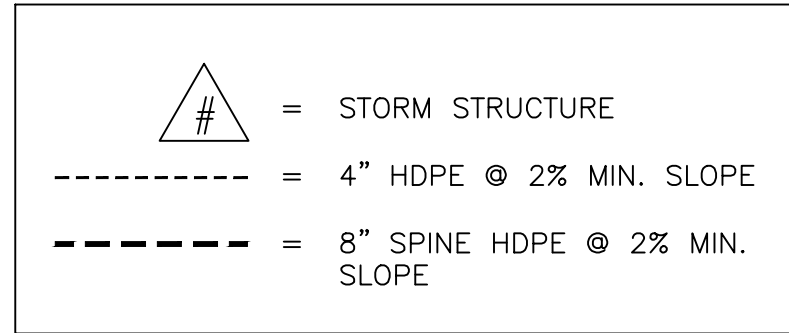 # = STORM STRUCTURE
= 4” HDPE @ 2% MIN. SLOPE
= 8” SPINE HDPE @ 2% MIN.
SLOPE